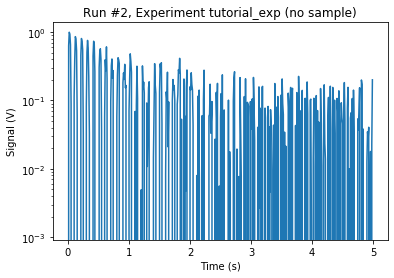 Run #2, Experiment tutorial_exp (no sample)
Signal (V)
10⁰
10⁻¹
10⁻²
10⁻³
0 1 2 3 4 5
Time (s)